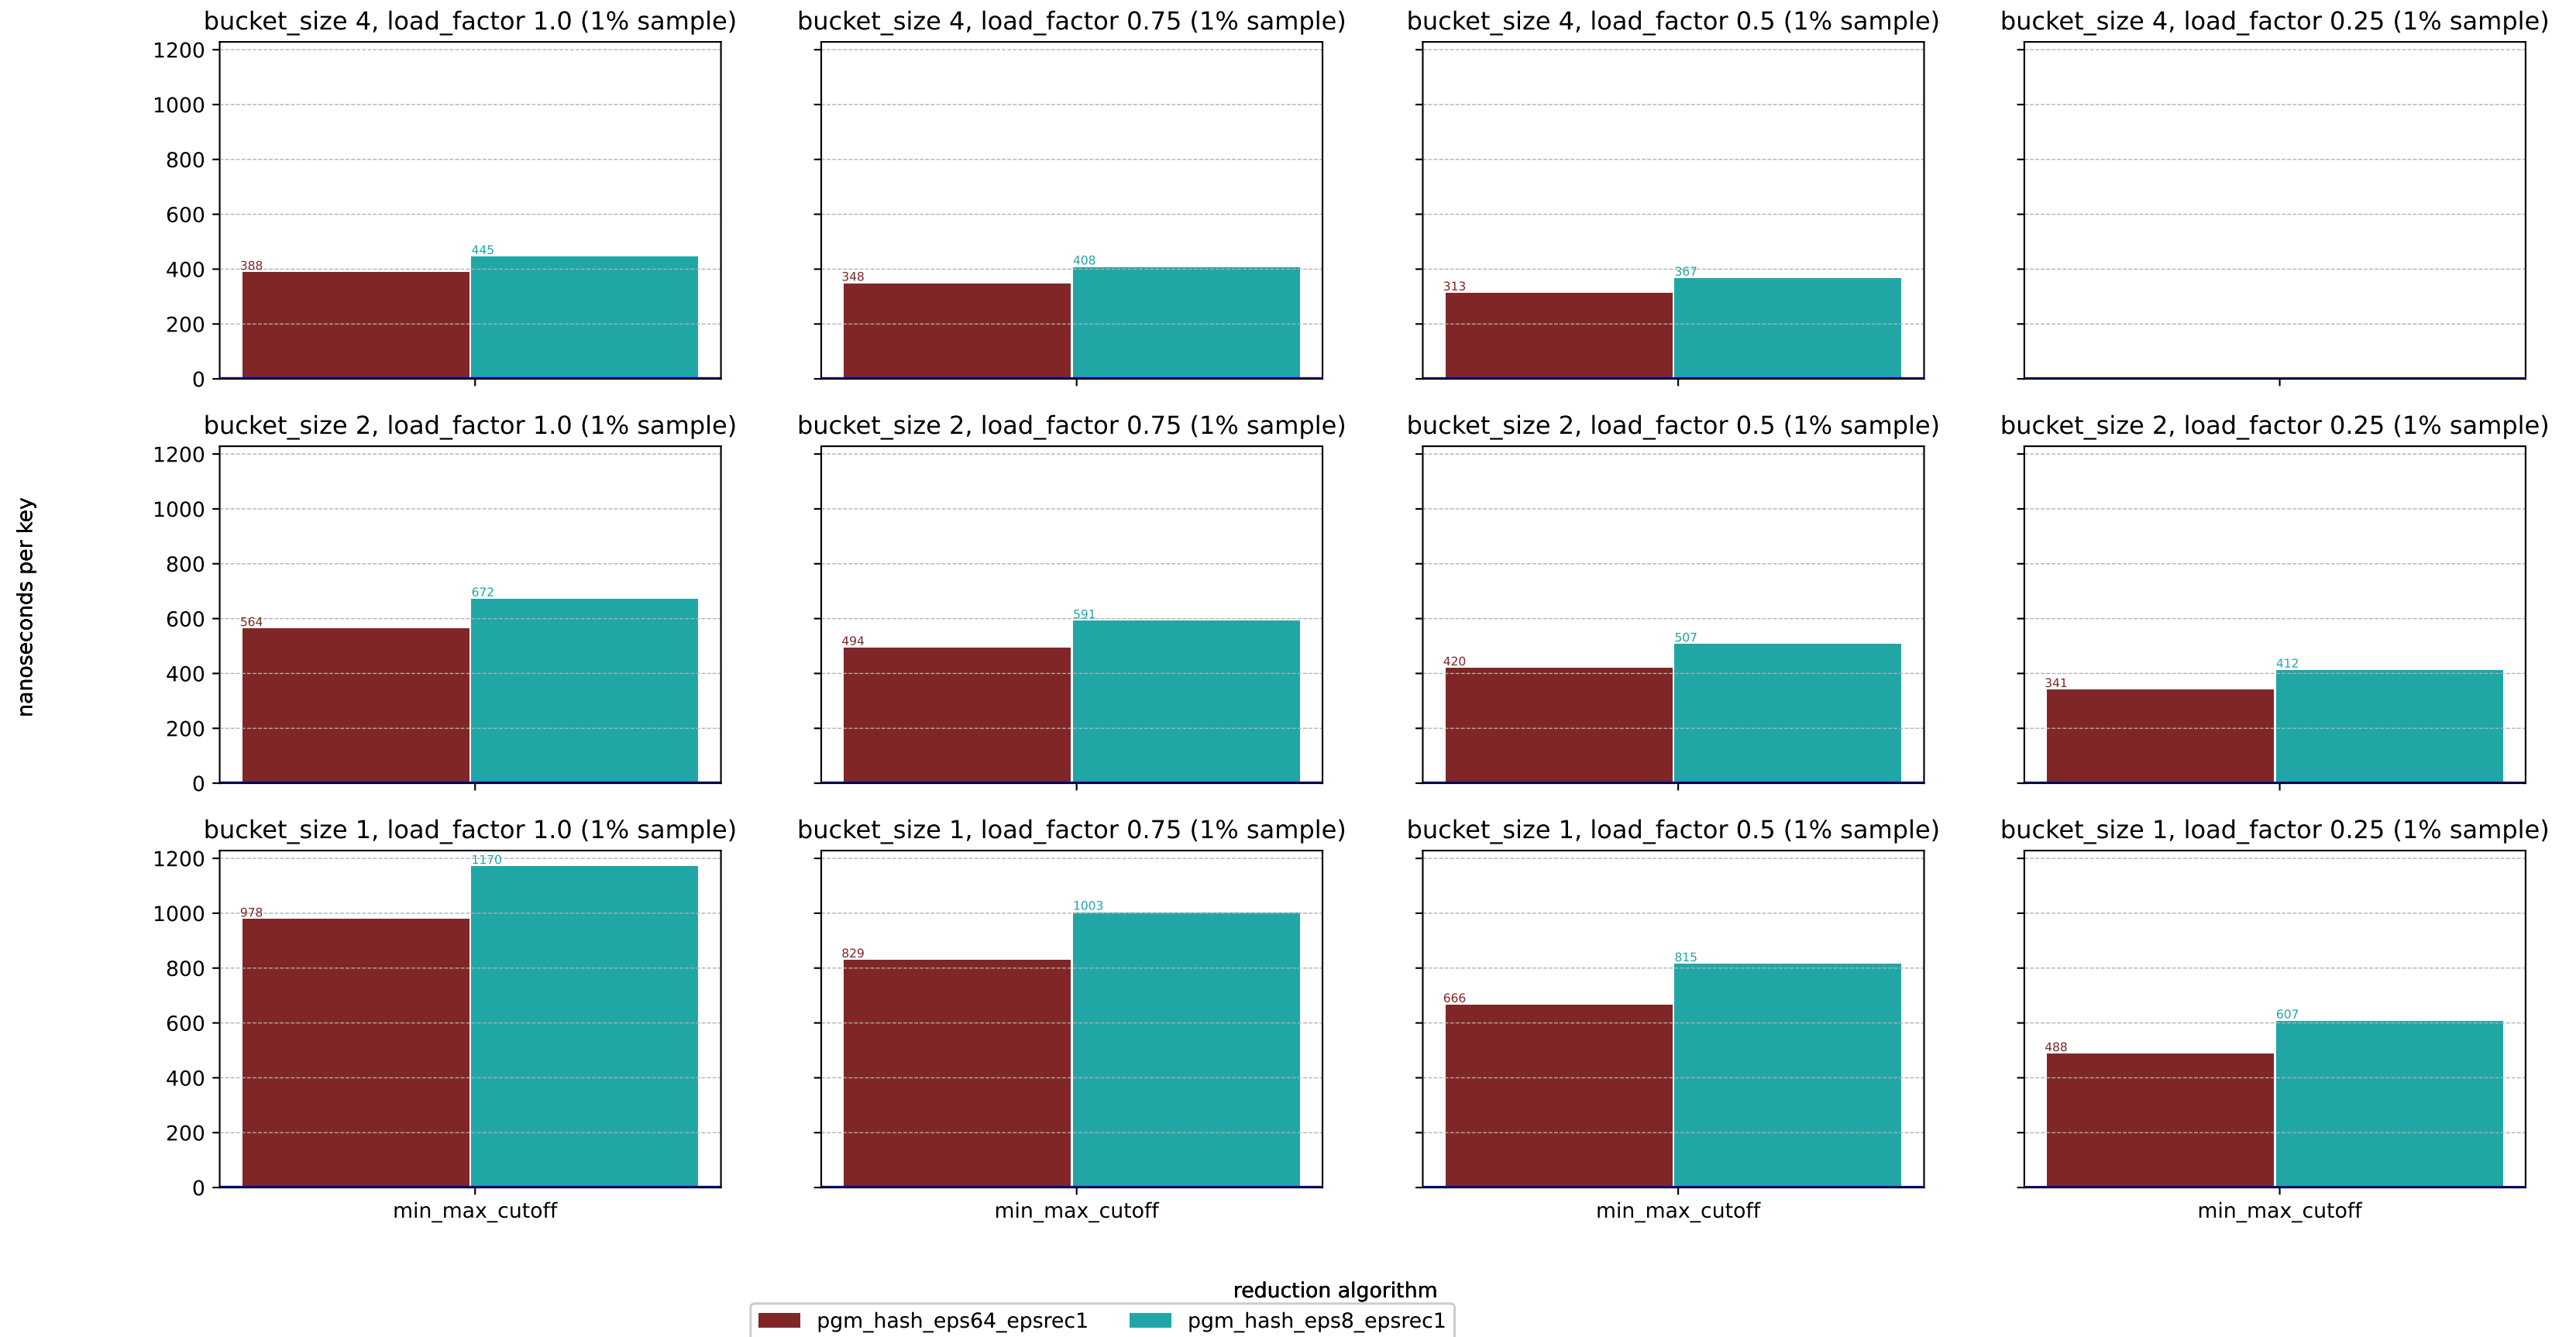 bucket_size 4, load_factor 1.0 (1% sample)
bucket_size 4, load_factor 0.75 (1% sample)
bucket_size 4, load_factor 0.5 (1% sample)
bucket_size 4, load_factor 0.25 (1% sample)
1200
1000
800
600
400
200
0
388
445
348
408
313
367
bucket_size 2, load_factor 1.0 (1% sample)
bucket_size 2, load_factor 0.75 (1% sample)
bucket_size 2, load_factor 0.5 (1% sample)
bucket_size 2, load_factor 0.25 (1% sample)
nanoseconds per key
1200
1000
800
600
400
200
0
564
672
494
591
420
507
341
412
bucket_size 1, load_factor 1.0 (1% sample)
bucket_size 1, load_factor 0.75 (1% sample)
bucket_size 1, load_factor 0.5 (1% sample)
bucket_size 1, load_factor 0.25 (1% sample)
1200
1000
800
600
400
200
0
978
1170
829
1003
666
815
488
607
min_max_cutoff
min_max_cutoff
min_max_cutoff
min_max_cutoff
reduction algorithm
pgm_hash_eps64_epsrec1
pgm_hash_eps8_epsrec1